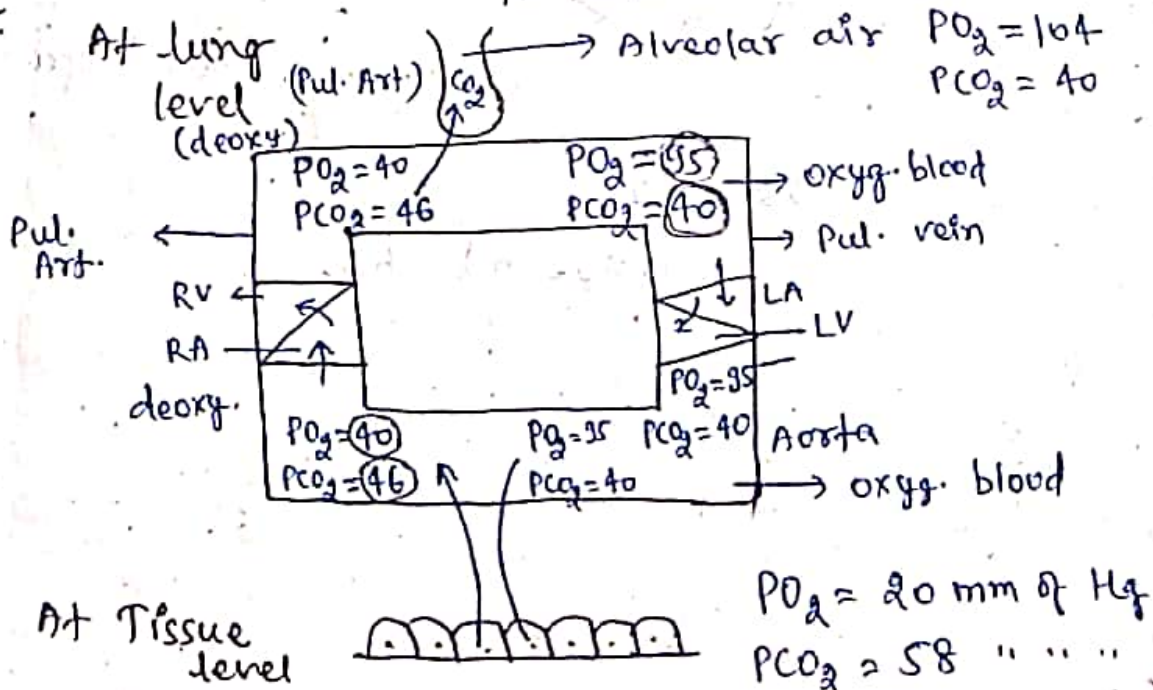 At lung level (deoxy)
(Pul. Art.)
CO2
Alveolar air
PO2 = 104
PCO2 = 40
PO2 = 40
PCO2 = 46
PO2 = 95
PCO2 = 40
oxyg. blood
Pul. vein
Pul. Art.
RV
RA
deoxy.
LA
LV
PO2 = 95
PCO2 = 40
PO2 = 40
PCO2 = 46
PO2 = 95
PCO2 = 40
Aorta
oxyg. blood
At Tissue level
PO2 = 20 mm of Hg
PCO2 = 58 " " "